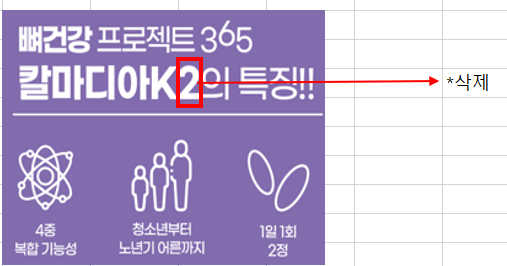 뼈건강 프로젝트 365
칼마디아K2의 특징!!
*삭제
4중
복합 기능성
청소년부터
노년기 어른까지
1일 1회
2정